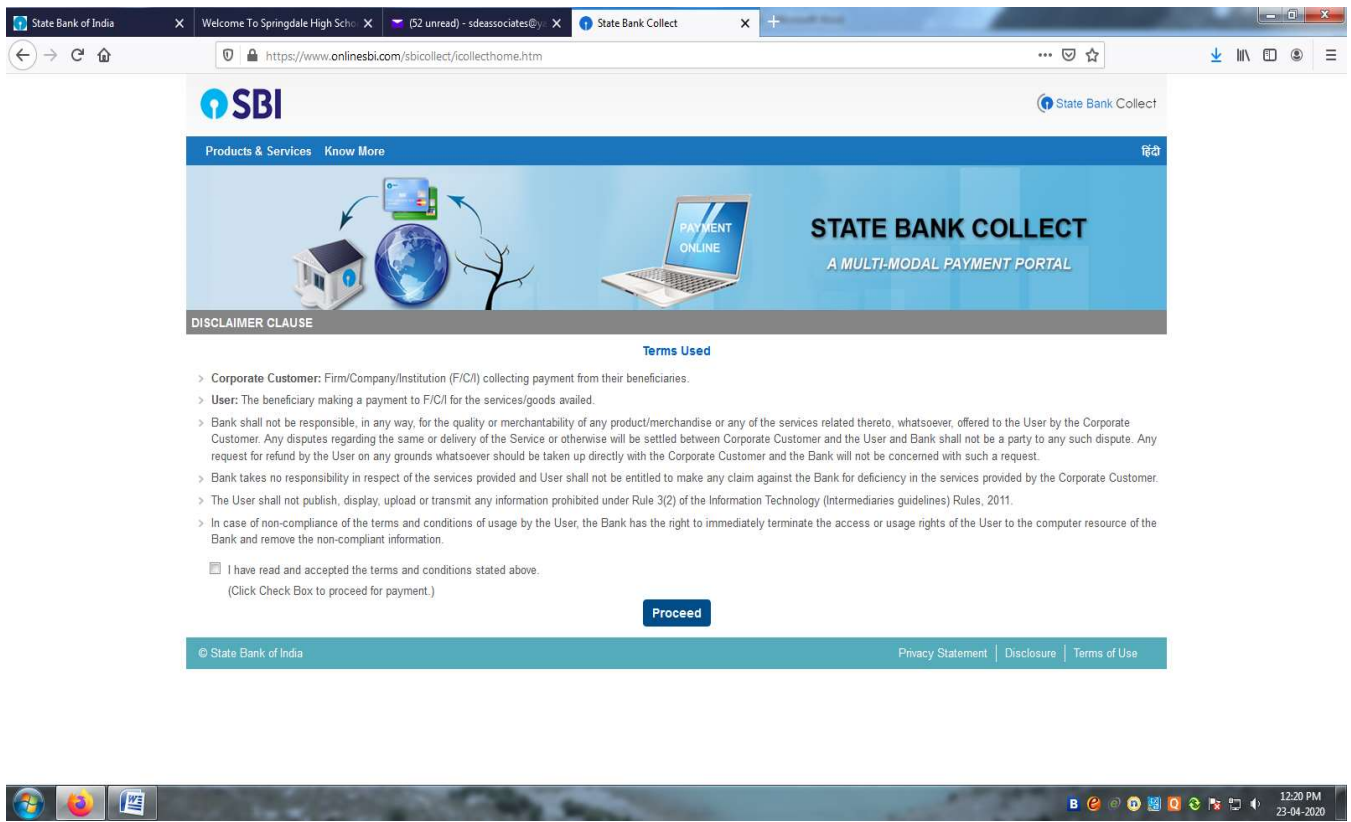 State Bank of India
Welcome To Springdale High Scho
(52 unread) - sdeassociates@y
State Bank Collect
https://www.onlinesbi.com/sbicollect/icollecthome.htm
SBI
State Bank Collect
Products & Services Know More हिंदी
PAYMENT
ONLINE
STATE BANK COLLECT
A MULTI-MODAL PAYMENT PORTAL
DISCLAIMER CLAUSE
Terms Used
Corporate Customer: Firm/Company/Institution (F/C/I) collecting payment from their beneficiaries.
User: The beneficiary making a payment to F/C/I for the services/goods availed.
Bank shall not be responsible, in any way, for the quality or merchantability of any product/merchandise or any of the services related thereto, whatsoever, offered to the User by the Corporate
Customer. Any disputes regarding the same or delivery of the Service or otherwise will be settled between Corporate Customer and the User and Bank shall not be a party to any such dispute. Any
request for refund by the User on any grounds whatsoever should be taken up directly with the Corporate Customer and the Bank will not be concerned with such a request.
Bank takes no responsibility in respect of the services provided and User shall not be entitled to make any claim against the Bank for deficiency in the services provided by the Corporate Customer.
The User shall not publish, display, upload or transmit any information prohibited under Rule 3(2) of the Information Technology (Intermediaries guidelines) Rules, 2011.
In case of non-compliance of the terms and conditions of usage by the User, the Bank has the right to immediately terminate the access or usage rights of the User to the computer resource of the
Bank and remove the non-compliant information.
I have read and accepted the terms and conditions stated above.
(Click Check Box to proceed for payment.)
Proceed
© State Bank of India Privacy Statement | Disclosure | Terms of Use
12:20 PM
23-04-2020